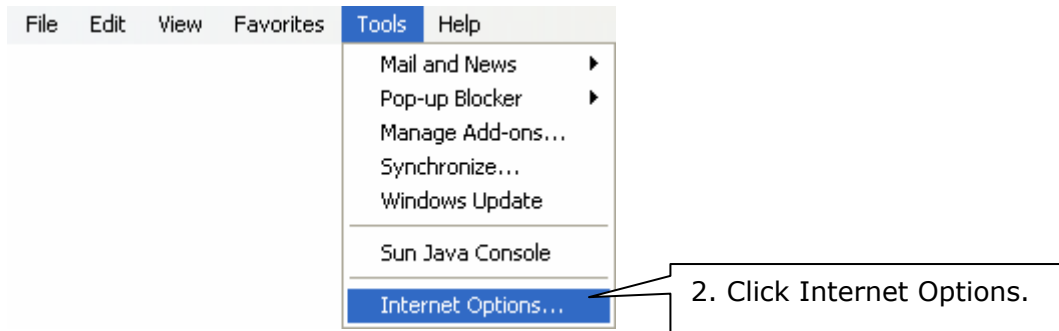 File Edit View Favorites Tools Help
Mail and News
Pop-up Blocker
Manage Add-ons...
Synchronize...
Windows Update
Sun Java Console
Internet Options...
2. Click Internet Options.